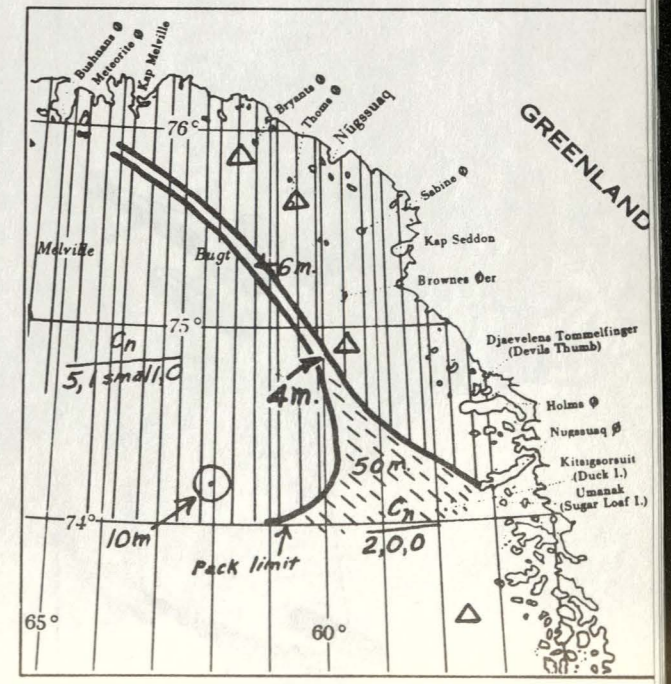 Bushnans Ø
Meteorite Ø
Kap Melville
Bryants Ø
Thoms Ø
Nûgssuaq
GREENLAND
76°
Sabine Ø
Kap Seddon
Melville
Bugt
6m.
Brownes Øer
75°
Cn
5, 1 small, 0
Djaevelens Tommelfinger
(Devils Thumb)
4m.
Holms Ø
Nugssuaq Ø
50m
Kitsigsorsuit
(Duck I.)
Umanak
(Sugar Loaf I.)
Cn
2,0,0
74°
10m
Pack limit
65°
60°